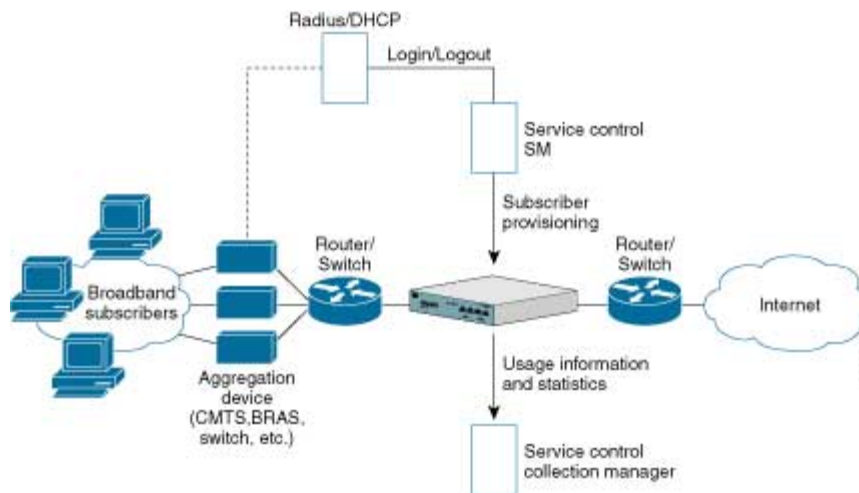 Radius/DHCP
Login/Logout
Service control
SM
Subscriber
provisioning
Router/
Switch
Router/
Switch
Broadband
subscribers
Internet
Aggregation
device
(CMTS,BRAS,
switch, etc.)
Usage information
and statistics
Service control
collection manager